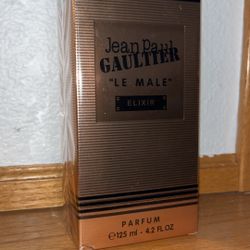 Jean Paul
GAULTIER
"LE MALE"
ELIXIR
PARFUM
℮ 125 ml - 4.2 FL.OZ